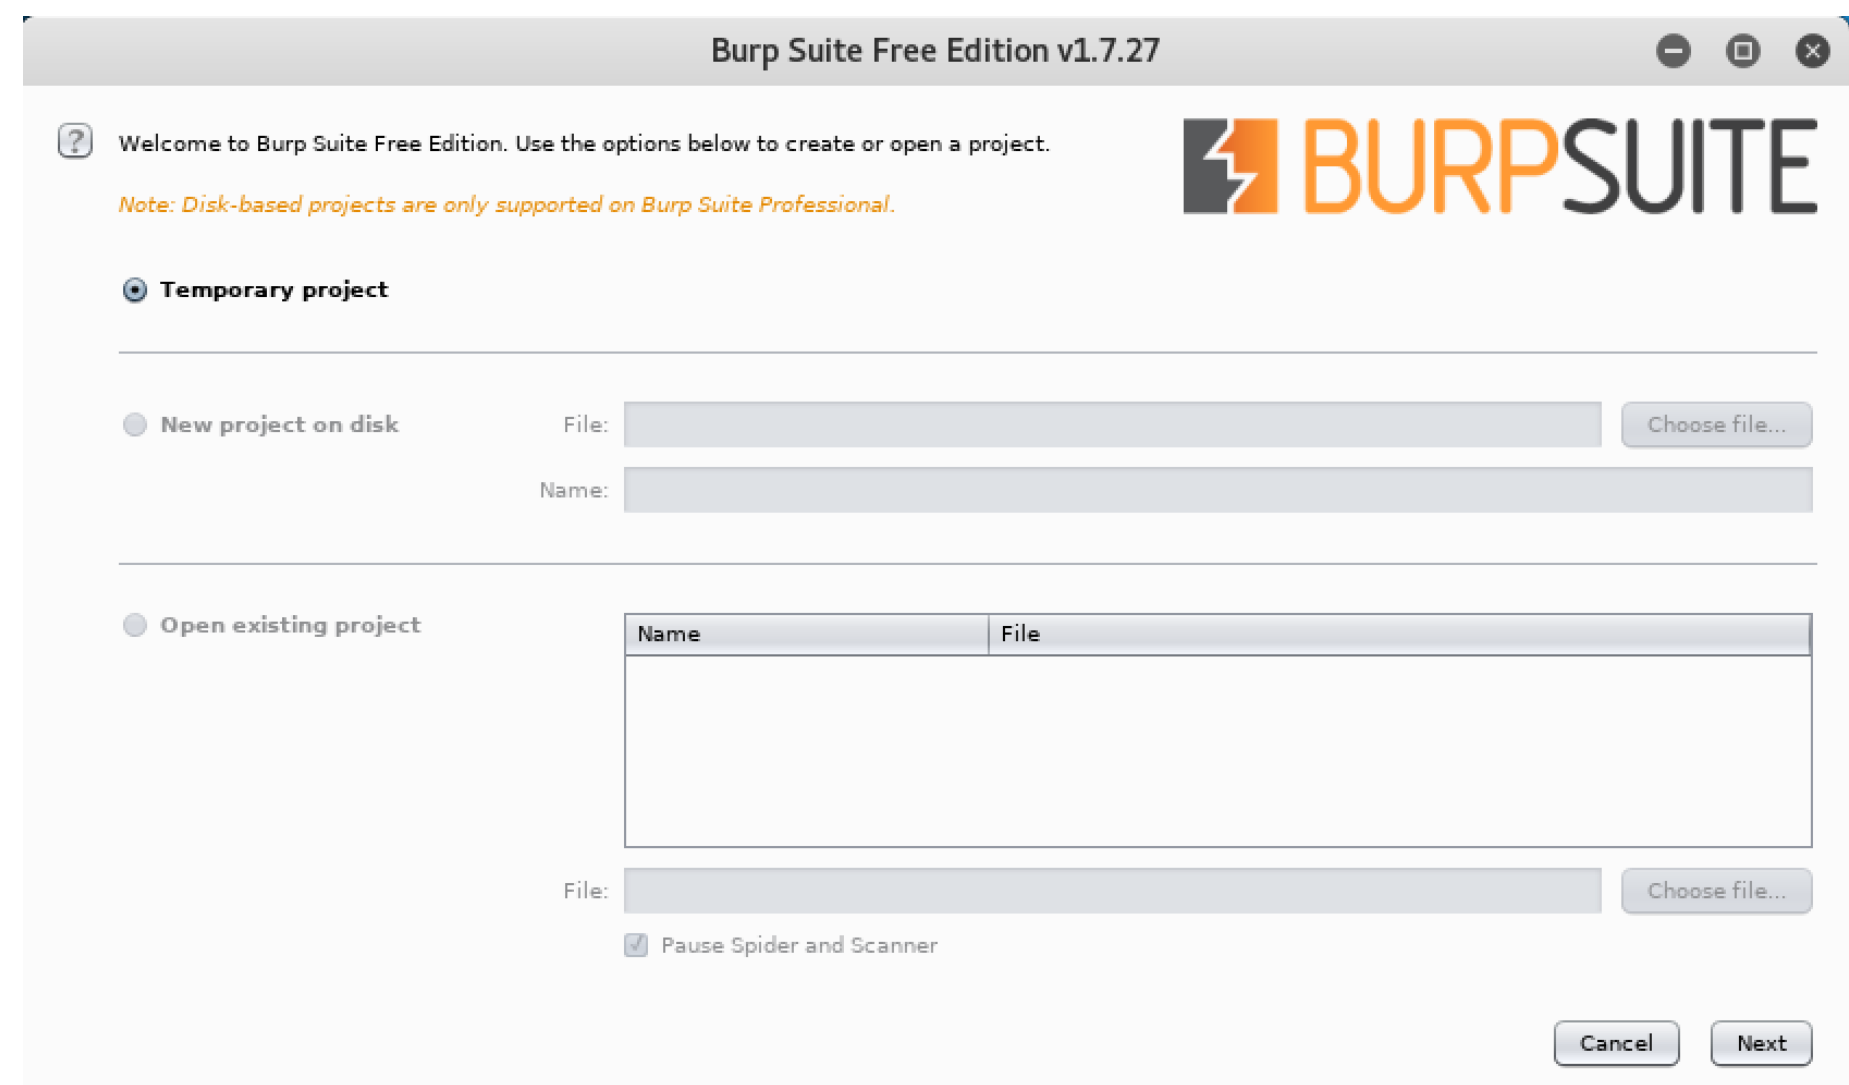 Burp Suite Free Edition v1.7.27
? Welcome to Burp Suite Free Edition. Use the options below to create or open a project.
BURPSUITE
Note: Disk-based projects are only supported on Burp Suite Professional.
Temporary project
New project on disk File: Choose file...
Name:
Open existing project Name File
File: Choose file...
Pause Spider and Scanner
Cancel Next